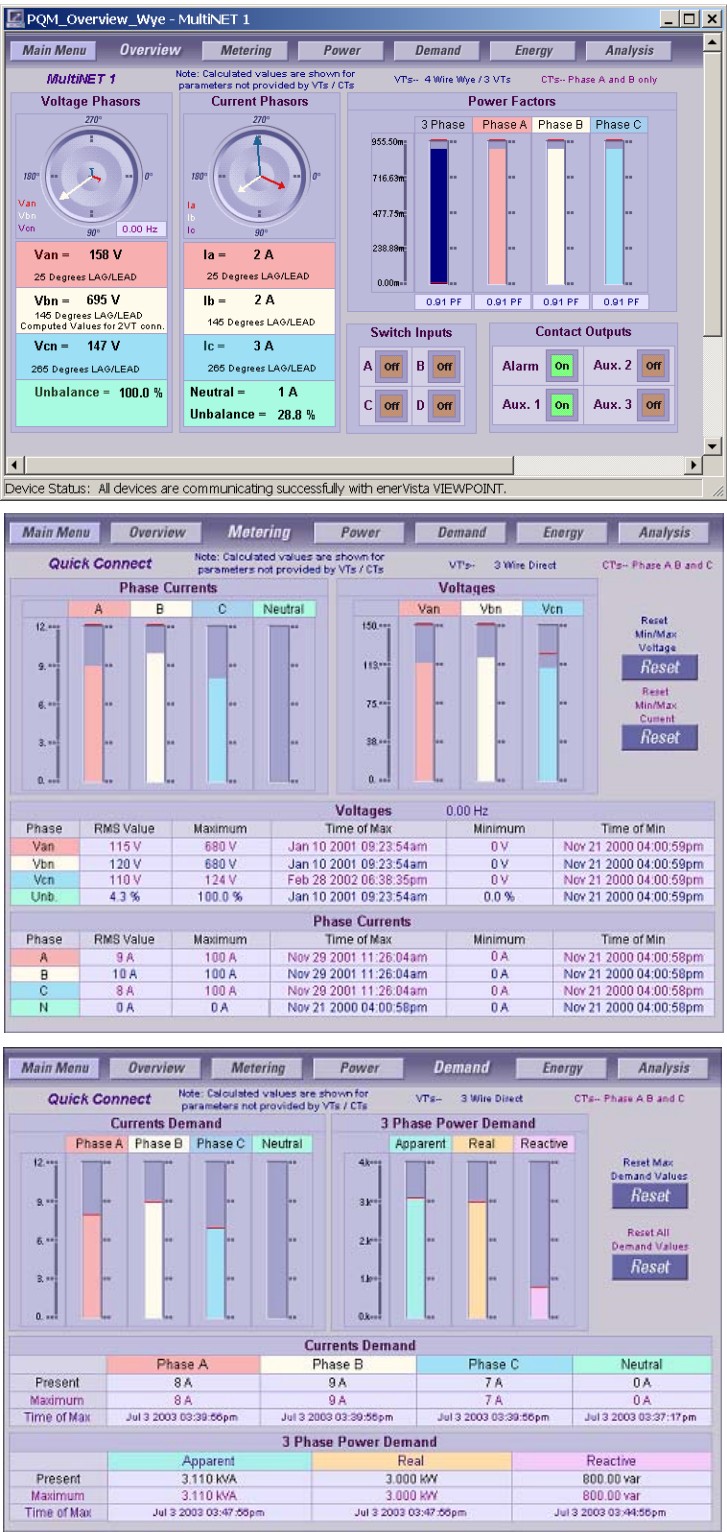 PQM_Overview_Wye - MultiNET 1
Main Menu Overview Metering Power Demand Energy Analysis
MultiNET 1 Note: Calculated values are shown for parameters not provided by VTs / CTs VT's-- 4 Wire Wye / 3 VTs CT's-- Phase A and B only
Voltage Phasors
270°
180° 0°
Van
Vbn
Vcn
90° 0.00 Hz
Van = 158 V
25 Degrees LAG/LEAD
Vbn = 695 V
145 Degrees LAG/LEAD
Computed Values for 2VT conn.
Vcn = 147 V
265 Degrees LAG/LEAD
Unbalance = 100.0 %
Current Phasors
270°
180° 0°
Ia
Ib
Ic
90°
Ia = 2 A
25 Degrees LAG/LEAD
Ib = 2 A
145 Degrees LAG/LEAD
Ic = 3 A
265 Degrees LAG/LEAD
Neutral = 1 A
Unbalance = 28.8 %
Power Factors
3 Phase Phase A Phase B Phase C
955.50m
716.63m
477.75m
238.88m
0.00m
0.91 PF 0.91 PF 0.91 PF 0.91 PF
Switch Inputs
A Off B Off
C Off D Off
Contact Outputs
Alarm On Aux. 2 Off
Aux. 1 On Aux. 3 Off
Device Status: All devices are communicating successfully with enerVista VIEWPOINT.
Main Menu Overview Metering Power Demand Energy Analysis
Quick Connect Note: Calculated values are shown for parameters not provided by VTs / CTs VT's-- 3 Wire Direct CT's-- Phase A B and C
Phase Currents
A B C Neutral
12.
9.
6.
3.
0.
Voltages
Van Vbn Vcn
150.
113.
75.
38.
0.
Reset
Min/Max
Voltage
Reset
Reset
Min/Max
Current
Reset
Voltages 0.00 Hz
Phase RMS Value Maximum Time of Max Minimum Time of Min
Van 115 V 680 V Jan 10 2001 09:23:54am 0 V Nov 21 2000 04:00:59pm
Vbn 120 V 680 V Jan 10 2001 09:23:54am 0 V Nov 21 2000 04:00:59pm
Vcn 110 V 124 V Feb 28 2002 06:38:35pm 0 V Nov 21 2000 04:00:59pm
Unb. 4.3 % 100.0 % Jan 10 2001 09:23:54am 0.0 % Nov 21 2000 04:00:59pm
Phase Currents
Phase RMS Value Maximum Time of Max Minimum Time of Min
A 9 A 100 A Nov 29 2001 11:26:04am 0 A Nov 21 2000 04:00:58pm
B 10 A 100 A Nov 29 2001 11:26:04am 0 A Nov 21 2000 04:00:58pm
C 8 A 100 A Nov 29 2001 11:26:04am 0 A Nov 21 2000 04:00:58pm
N 0 A 0 A Nov 21 2000 04:00:58pm 0 A Nov 21 2000 04:00:58pm
Main Menu Overview Metering Power Demand Energy Analysis
Quick Connect Note: Calculated values are shown for parameters not provided by VTs / CTs VT's-- 3 Wire Direct CT's-- Phase A B and C
Currents Demand
Phase A Phase B Phase C Neutral
12.
9.
6.
3.
0.
3 Phase Power Demand
Apparent Real Reactive
4.k
3.k
2.k
1.k
0.k
Reset Max
Demand Values
Reset
Reset All
Demand Values
Reset
Currents Demand
Phase A Phase B Phase C Neutral
Present 8 A 9 A 7 A 0 A
Maximum 8 A 9 A 7 A 0 A
Time of Max Jul 3 2003 03:39:56pm Jul 3 2003 03:39:56pm Jul 3 2003 03:39:56pm Jul 3 2003 03:37:17pm
3 Phase Power Demand
Apparent Real Reactive
Present 3.110 kVA 3.000 kW 800.00 var
Maximum 3.110 kVA 3.000 kW 800.00 var
Time of Max Jul 3 2003 03:47:56pm Jul 3 2003 03:47:56pm Jul 3 2003 03:44:56pm